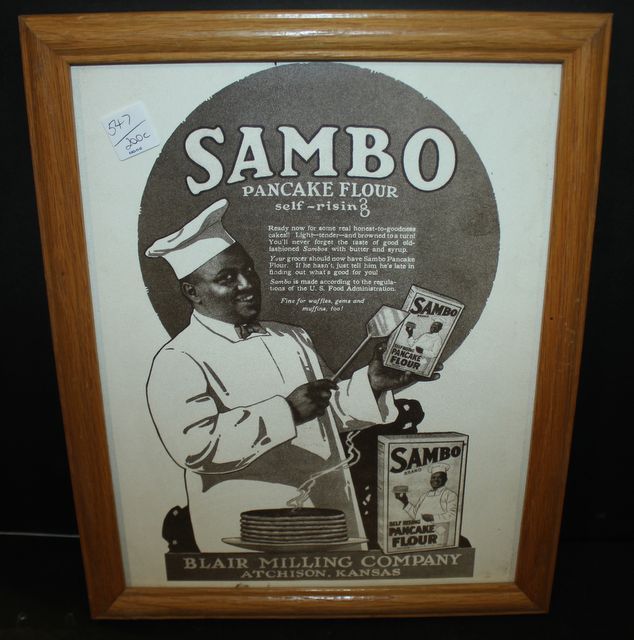 547
200c
SAMBO
PANCAKE FLOUR
self-rising
Ready now for some real honest-to-goodness
cakes!! Light—tender—and browned to a turn!
You'll never forget the taste of good old-
fashioned Sambos with butter and syrup.
Your grocer should now have Sambo Pancake
Flour. If he hasn't, just tell him he's late in
finding out what's good for you!
Sambo is made according to the regula-
tions of the U. S. Food Administration.
Fine for waffles, gems and
muffins, too!
SAMBO
BRAND
SELF RISING
PANCAKE
FLOUR
SAMBO
BRAND
SELF RISING
PANCAKE
FLOUR
BLAIR MILLING COMPANY
ATCHISON, KANSAS